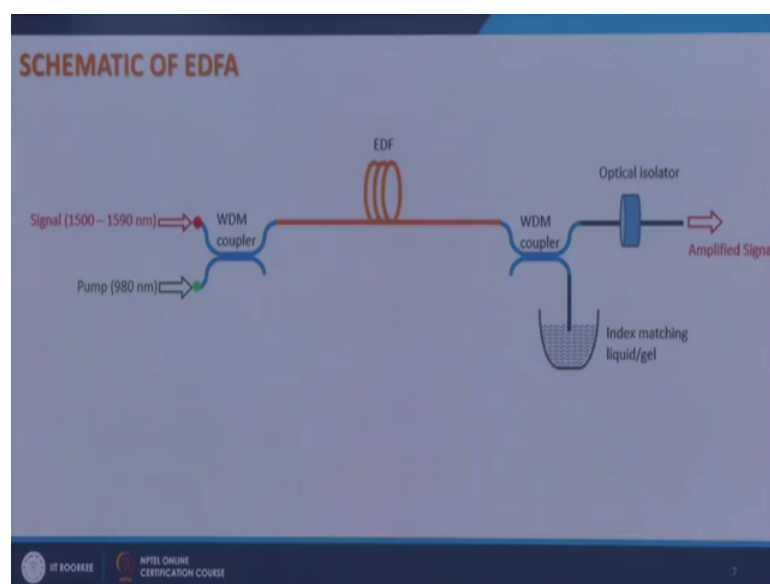 SCHEMATIC OF EDFA
EDF
Optical isolator
Signal (1500 – 1590 nm)
WDM
coupler
WDM
coupler
Amplified Signa
Pump (980 nm)
Index matching
liquid/gel
IIT ROORKEE
NPTEL ONLINE
CERTIFICATION COURSE
7